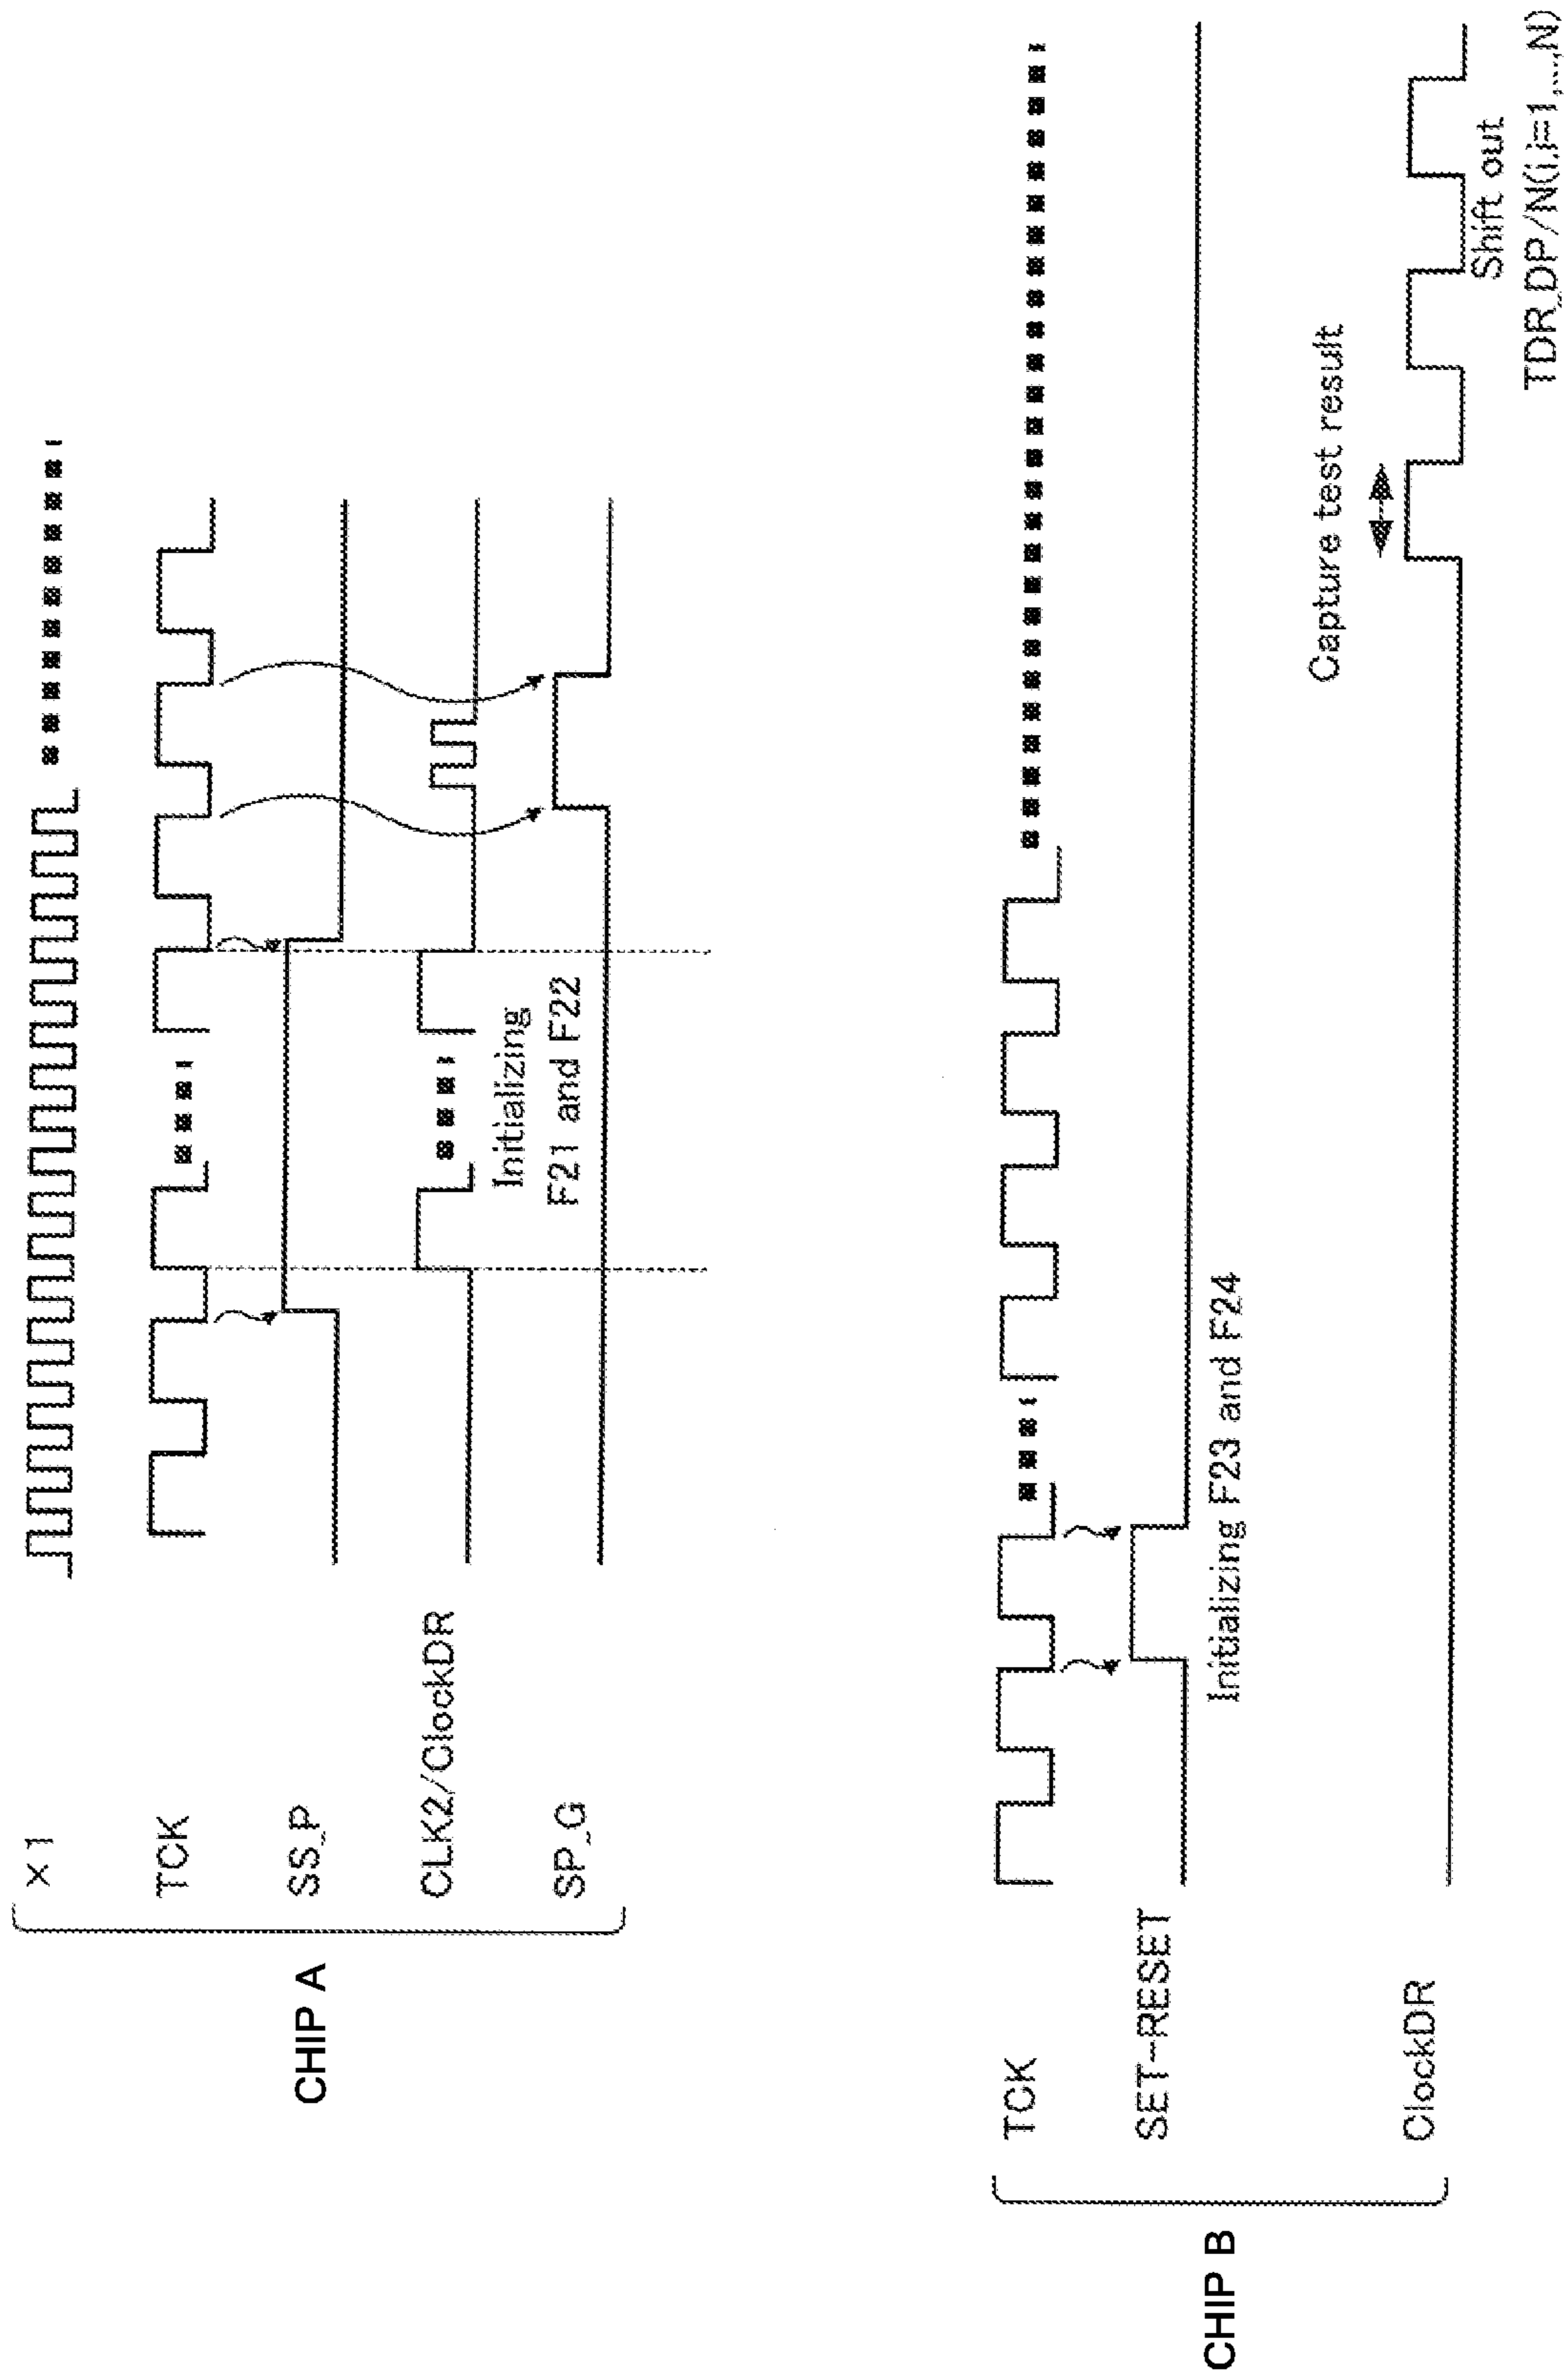 CHIP A
×1
TCK
SS_P
CLK2/ClockDR
SP_G
Initializing
F21 and F22
CHIP B
TCK
SET-RESET
ClockDR
Initializing F23 and F24
Capture test result
Shift out
TDR_DP/N(i,i=1,...,N)